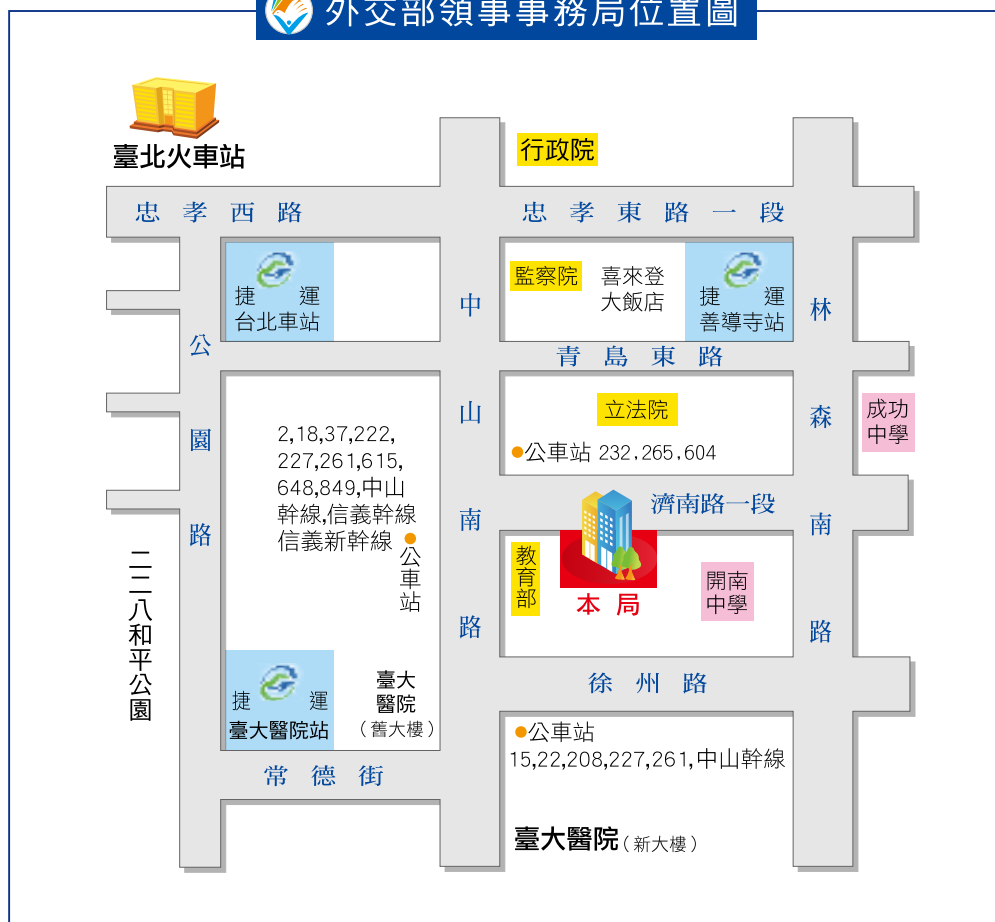 外交部領事事務局位置圖
臺北火車站
行政院
忠孝西路
忠孝東路一段
捷運
台北車站
監察院
喜來登
大飯店
捷運
善導寺站
中山南路
林森南路
公園路
青島東路
立法院
成功
中學
公車站 232,265,604
2,18,37,222,
227,261,615,
648,849,中山
幹線,信義幹線
信義新幹線
公車站
濟南路一段
教育部
本局
開南
中學
二二八和平公園
捷運
臺大醫院站
臺大
醫院
(舊大樓)
徐州路
公車站
15,22,208,227,261,中山幹線
常德街
臺大醫院(新大樓)